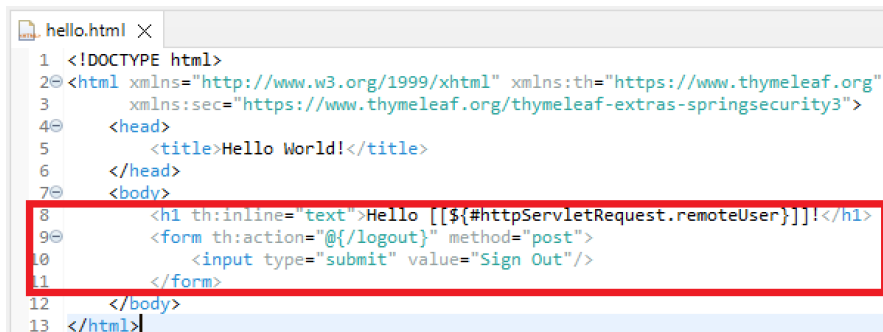 hello.html
1 <!DOCTYPE html>
2 <html xmlns="http://www.w3.org/1999/xhtml" xmlns:th="https://www.thymeleaf.org"
3 xmlns:sec="https://www.thymeleaf.org/thymeleaf-extras-springsecurity3">
4 <head>
5 <title>Hello World!</title>
6 </head>
7 <body>
8 <h1 th:inline="text">Hello [[${#httpServletRequest.remoteUser}]]!</h1>
9 <form th:action="@{/logout}" method="post">
10 <input type="submit" value="Sign Out"/>
11 </form>
12 </body>
13 </html>